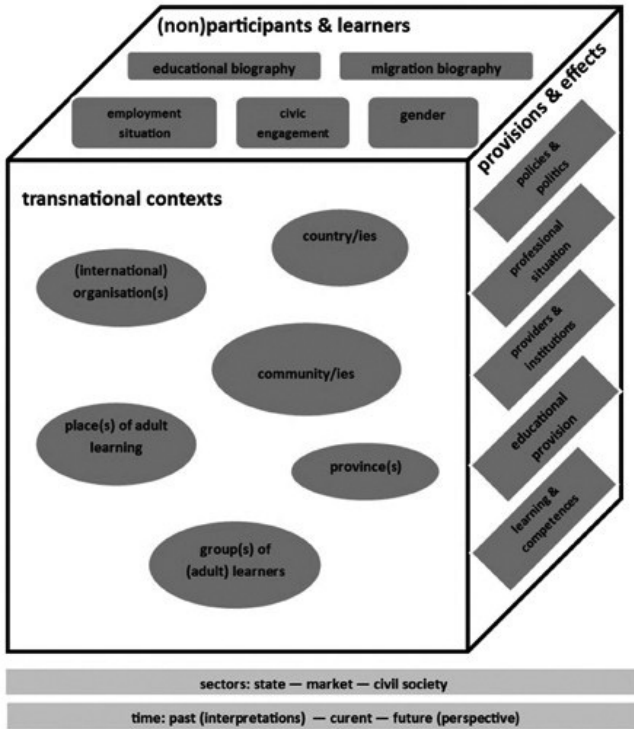 (non)participants & learners
educational biography
migration biography
employment
situation
civic
engagement
gender
provisions & effects
policies &
politics
professional
situation
providers &
institutions
educational
provision
learning &
competences
transnational contexts
country/ies
(international)
organisation(s)
community/ies
place(s) of adult
learning
province(s)
group(s) of
(adult) learners
sectors: state — market — civil society
time: past (interpretations) — curent — future (perspective)